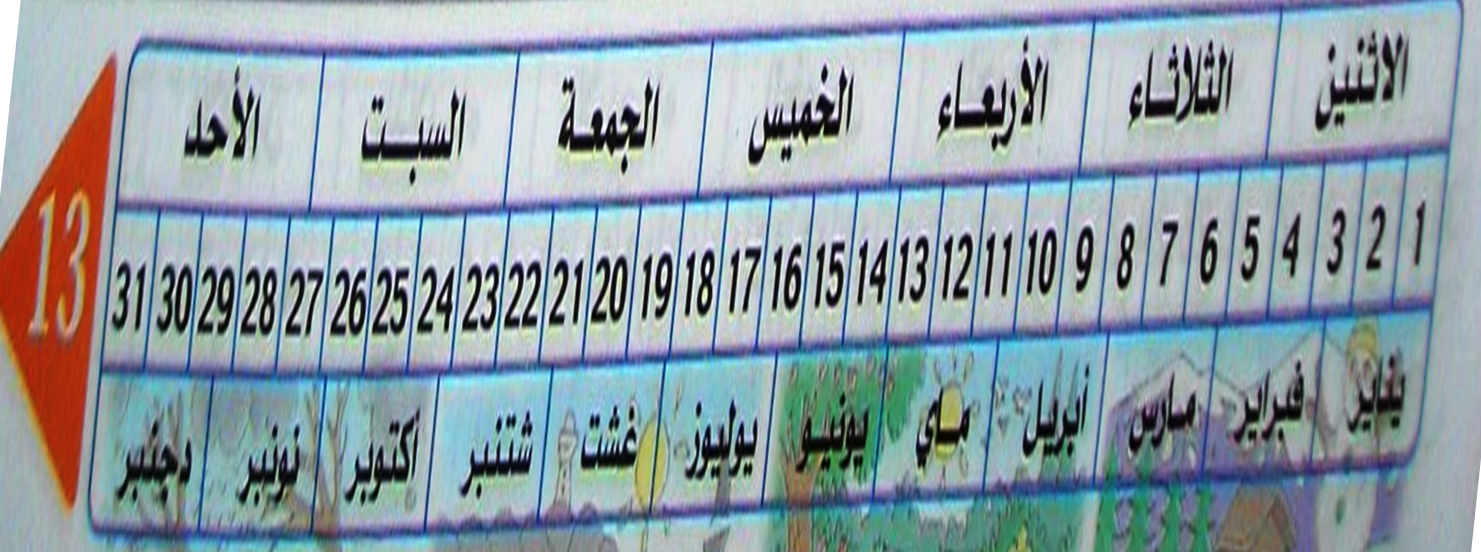 الاثنين الثلاثاء الأربعاء الخميس الجمعة السبت الأحد
1 2 3 4 5 6 7 8 9 10 11 12 13 14 15 16 17 18 19 20 21 22 23 24 25 26 27 28 29 30 31
يناير فبراير مارس أبريل ماي يونيو يوليوز غشت شتنبر أكتوبر نونبر دجنبر
13